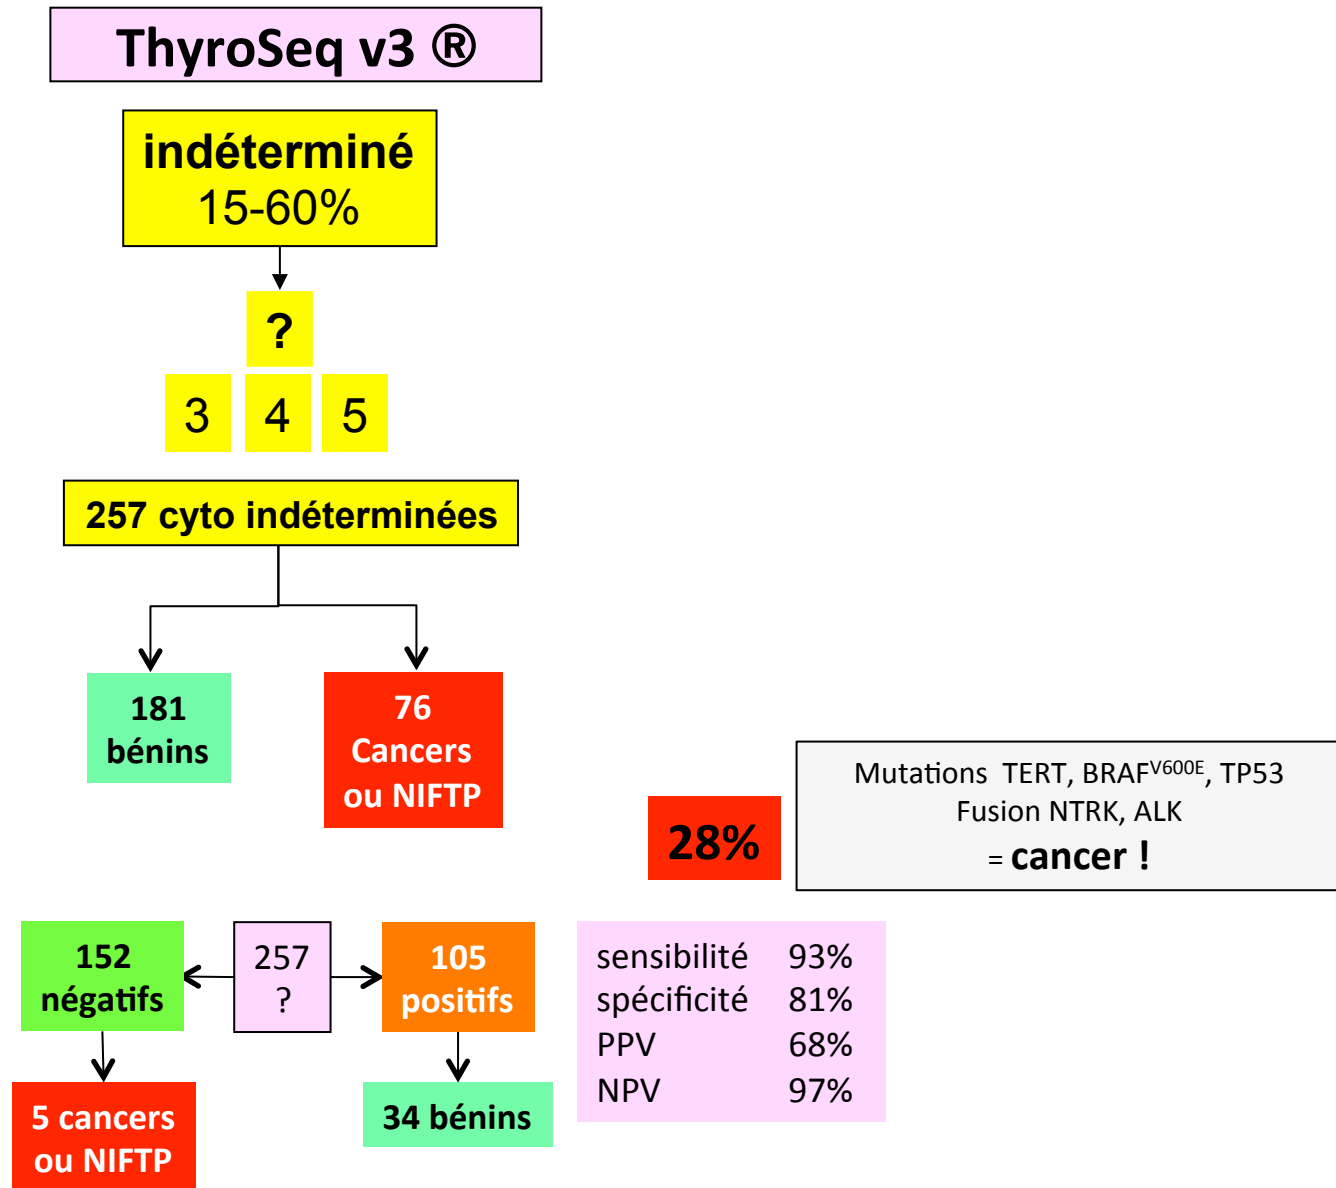 ThyroSeq v3 ®
indéterminé
15-60%
?
3 4 5
257 cyto indéterminées
181
bénins
76
Cancers
ou NIFTP
28%
Mutations TERT, BRAFV600E, TP53
Fusion NTRK, ALK
= cancer !
152
négatifs
257
?
105
positifs
sensibilité 93%
spécificité 81%
PPV 68%
NPV 97%
5 cancers
ou NIFTP
34 bénins